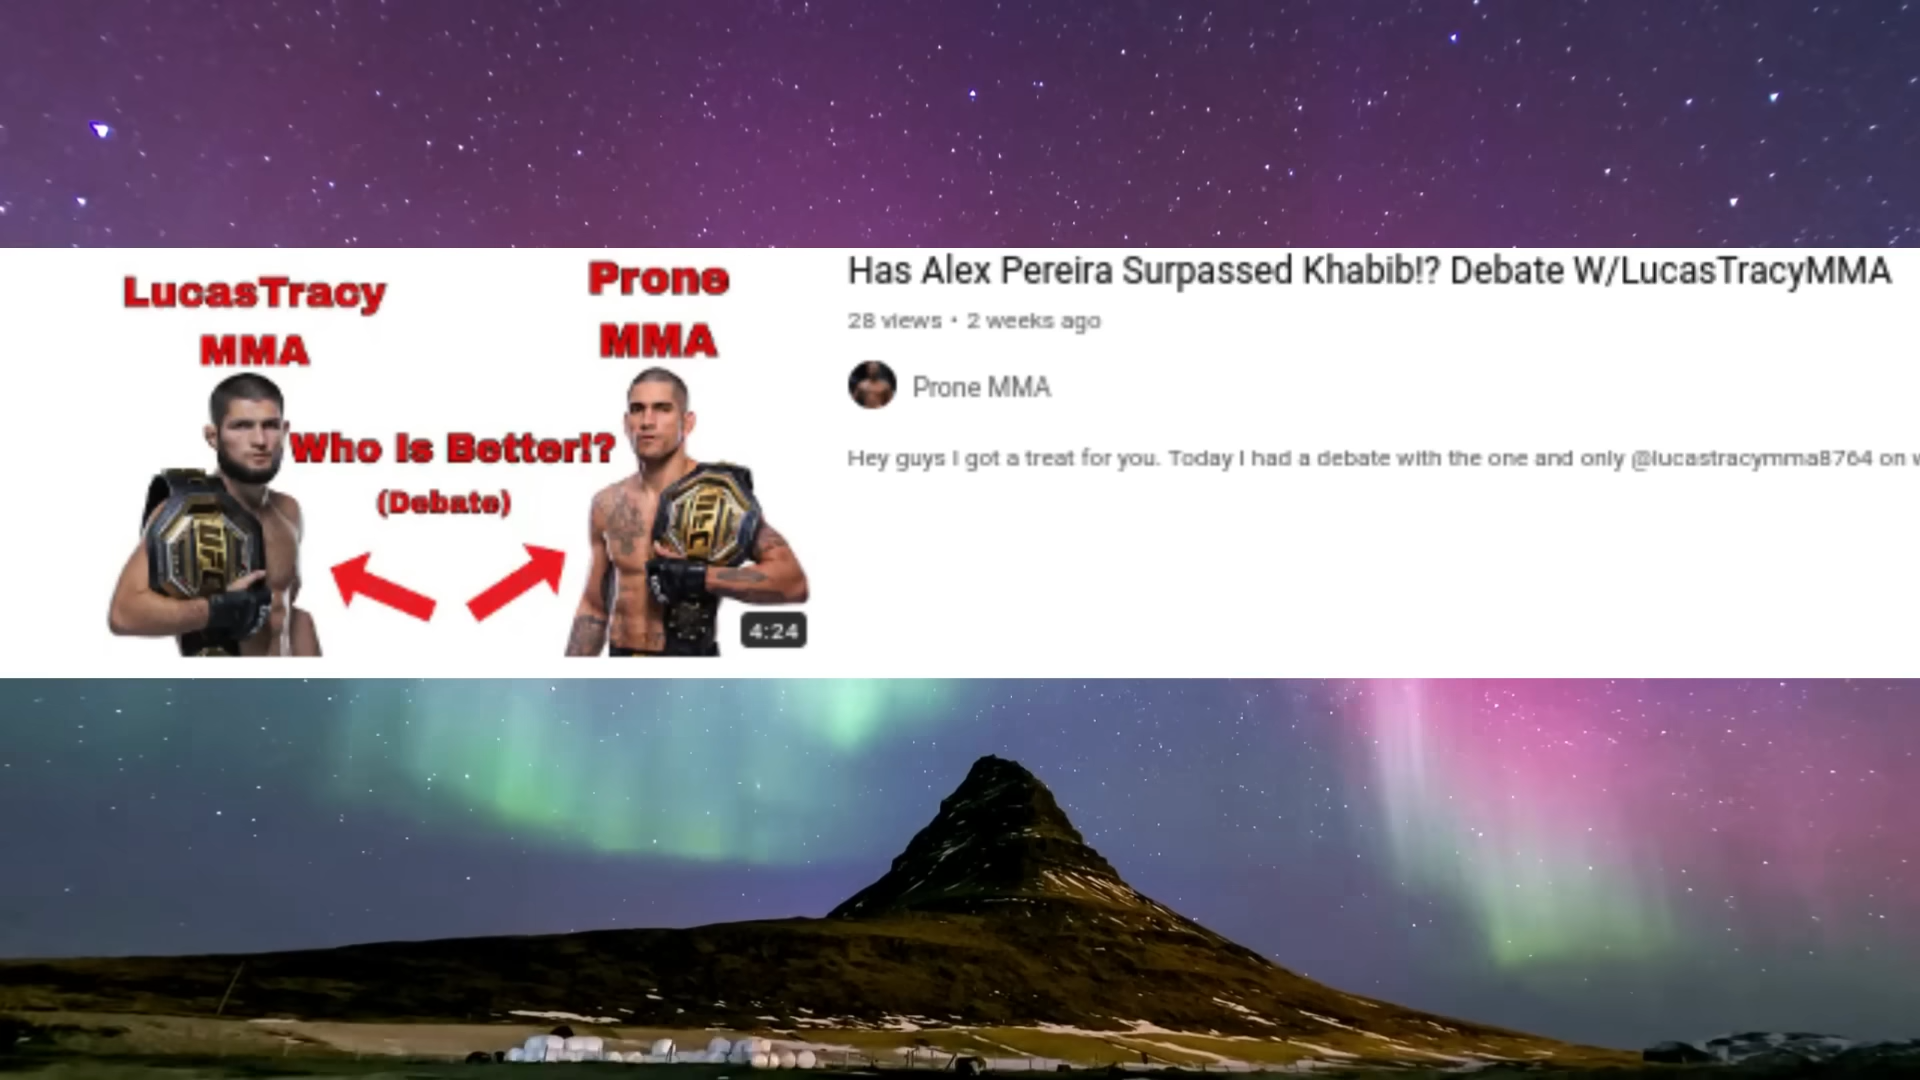 LucasTracy
MMA
Prone
MMA
Who Is Better!?
(Debate)
UFC
UFC
4:24
Has Alex Pereira Surpassed Khabib!? Debate W/LucasTracyMMA
28 views • 2 weeks ago
Prone MMA
Hey guys I got a treat for you. Today I had a debate with the one and only @lucastracymma8764 on